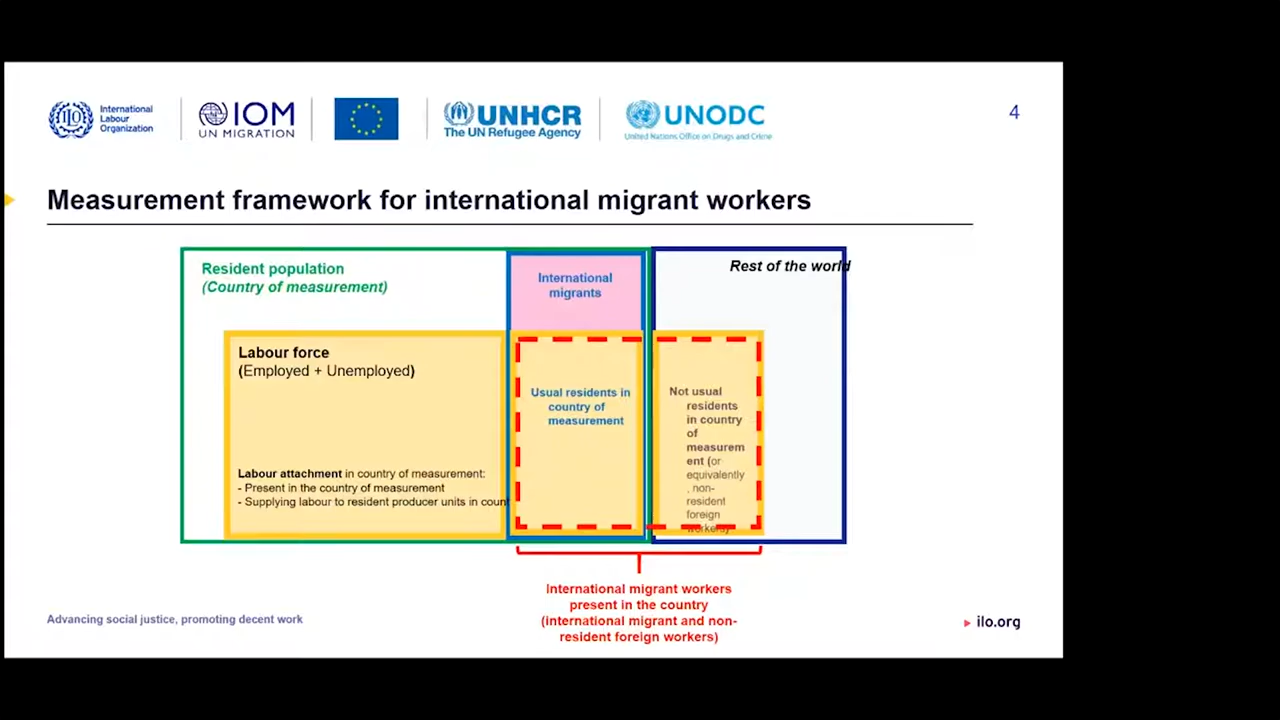 International
Labour
Organization
IOM
UN MIGRATION
UNHCR
The UN Refugee Agency
UNODC
United Nations Office on Drugs and Crime
4
Measurement framework for international migrant workers
Resident population
(Country of measurement)
International
migrants
Rest of the world
Labour force
(Employed + Unemployed)
Labour attachment in country of measurement:
- Present in the country of measurement
- Supplying labour to resident producer units in count
Usual residents in
country of
measurement
Not usual
residents
in country
of
measurem
ent (or
equivalently
, non-
resident
foreign
workers)
International migrant workers
present in the country
(international migrant and non-
resident foreign workers)
Advancing social justice, promoting decent work
ilo.org